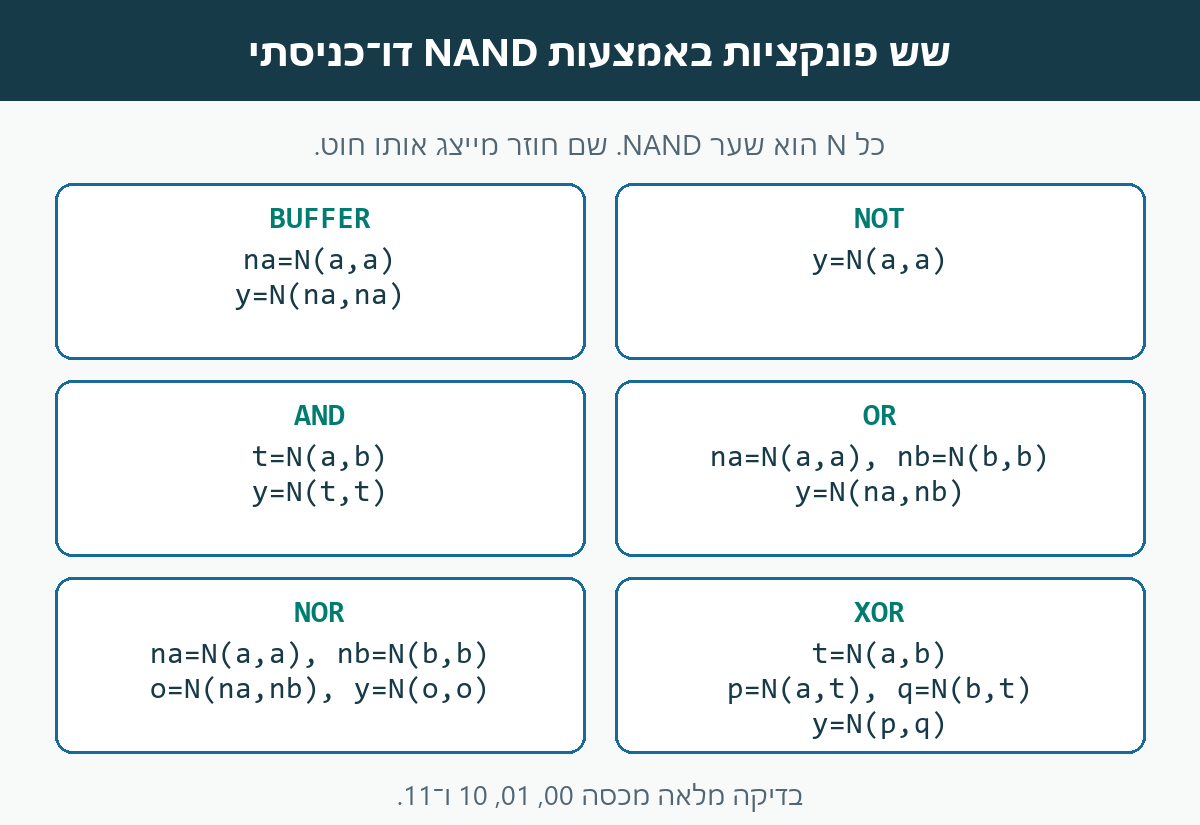 שש פונקציות באמצעות NAND דו־כניסתי
כל N הוא שער NAND. שם חוזר מייצג אותו חוט.
NOT
y=N(a,a)
BUFFER
na=N(a,a)
y=N(na,na)
OR
na=N(a,a), nb=N(b,b)
y=N(na,nb)
AND
t=N(a,b)
y=N(t,t)
XOR
t=N(a,b)
p=N(a,t), q=N(b,t)
y=N(p,q)
NOR
na=N(a,a), nb=N(b,b)
o=N(na,nb), y=N(o,o)
בדיקה מלאה מכסה 00, 01, 10 ו־11.